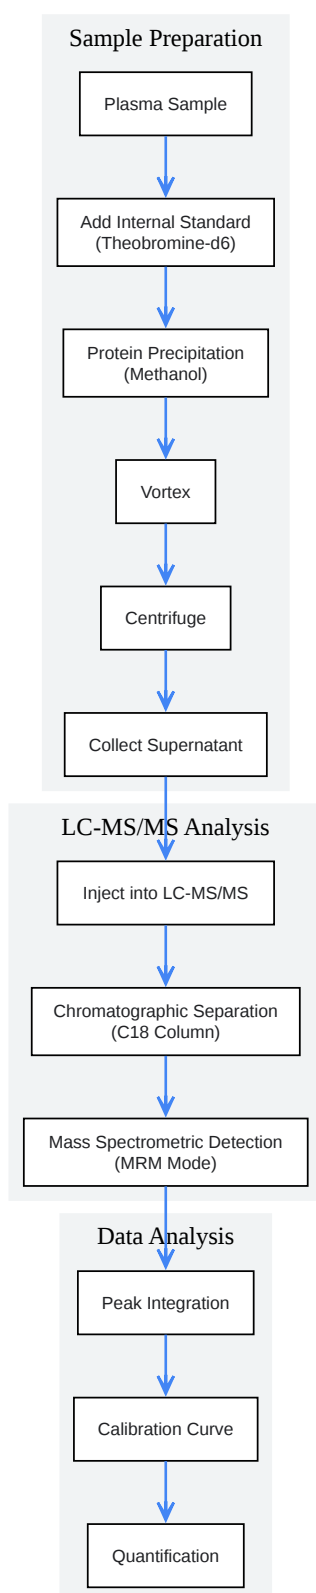 Sample Preparation
Plasma Sample
Add Internal Standard
(Theobromine-d6)
Protein Precipitation
(Methanol)
Vortex
Centrifuge
Collect Supernatant
LC-MS/MS Analysis
Inject into LC-MS/MS
Chromatographic Separation
(C18 Column)
Mass Spectrometric Detection
(MRM Mode)
Data Analysis
Peak Integration
Calibration Curve
Quantification